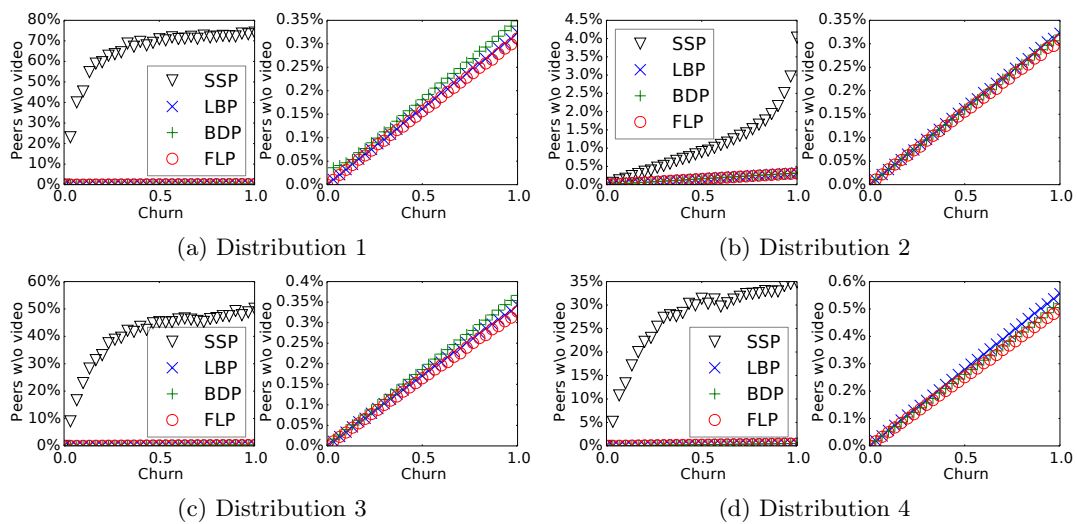 80%
70%
60%
50%
40%
30%
20%
10%
0%
Peers w\o video
0.0
0.5
1.0
Churn
SSP
LBP
BDP
FLP
0.35%
0.3%
0.25%
0.2%
0.15%
0.1%
0.05%
0.0%
Peers w\o video
0.0
0.5
1.0
Churn
(a) Distribution 1
4.5%
4.0%
3.5%
3.0%
2.5%
2.0%
1.5%
1.0%
0.5%
0.0%
Peers w\o video
0.0
0.5
1.0
Churn
SSP
LBP
BDP
FLP
0.35%
0.3%
0.25%
0.2%
0.15%
0.1%
0.05%
0.0%
Peers w\o video
0.0
0.5
1.0
Churn
(b) Distribution 2
60%
50%
40%
30%
20%
10%
0%
Peers w\o video
0.0
0.5
1.0
Churn
SSP
LBP
BDP
FLP
0.4%
0.35%
0.3%
0.25%
0.2%
0.15%
0.1%
0.05%
0.0%
Peers w\o video
0.0
0.5
1.0
Churn
(c) Distribution 3
35%
30%
25%
20%
15%
10%
5%
0%
Peers w\o video
0.0
0.5
1.0
Churn
SSP
LBP
BDP
FLP
0.6%
0.5%
0.4%
0.3%
0.2%
0.1%
0.0%
Peers w\o video
0.0
0.5
1.0
Churn
(d) Distribution 4